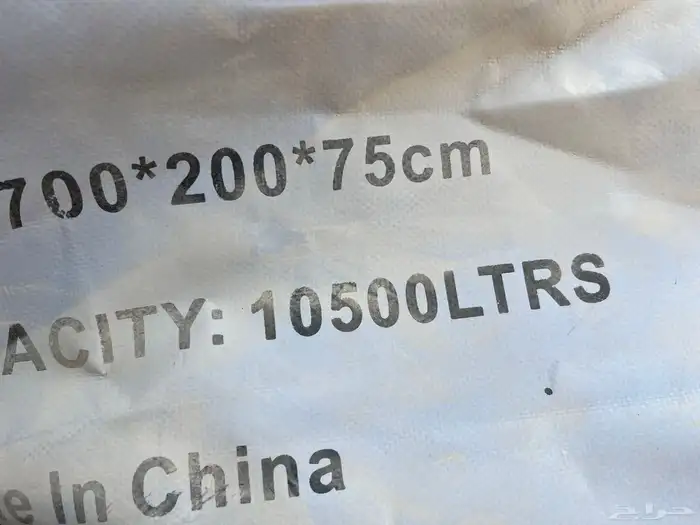 700*200*75cm
ACITY: 10500LTRS
e In China
حراج